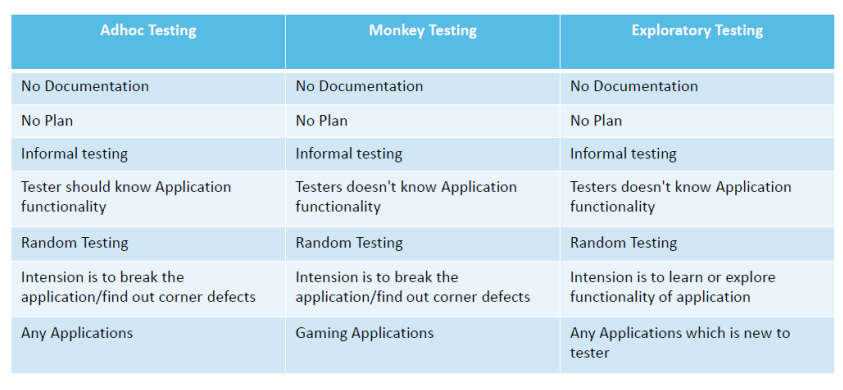 Adhoc Testing Monkey Testing Exploratory Testing
No Documentation No Documentation No Documentation
No Plan No Plan No Plan
Informal testing Informal testing Informal testing
Tester should know Application Testers doesn't know Application Testers doesn't know Application
functionality functionality functionality
Random Testing Random Testing Random Testing
Intension is to break the Intension is to break the Intension is to learn or explore
application/find out corner defects application/find out corner defects functionality of application
Any Applications Gaming Applications Any Applications which is new to
tester